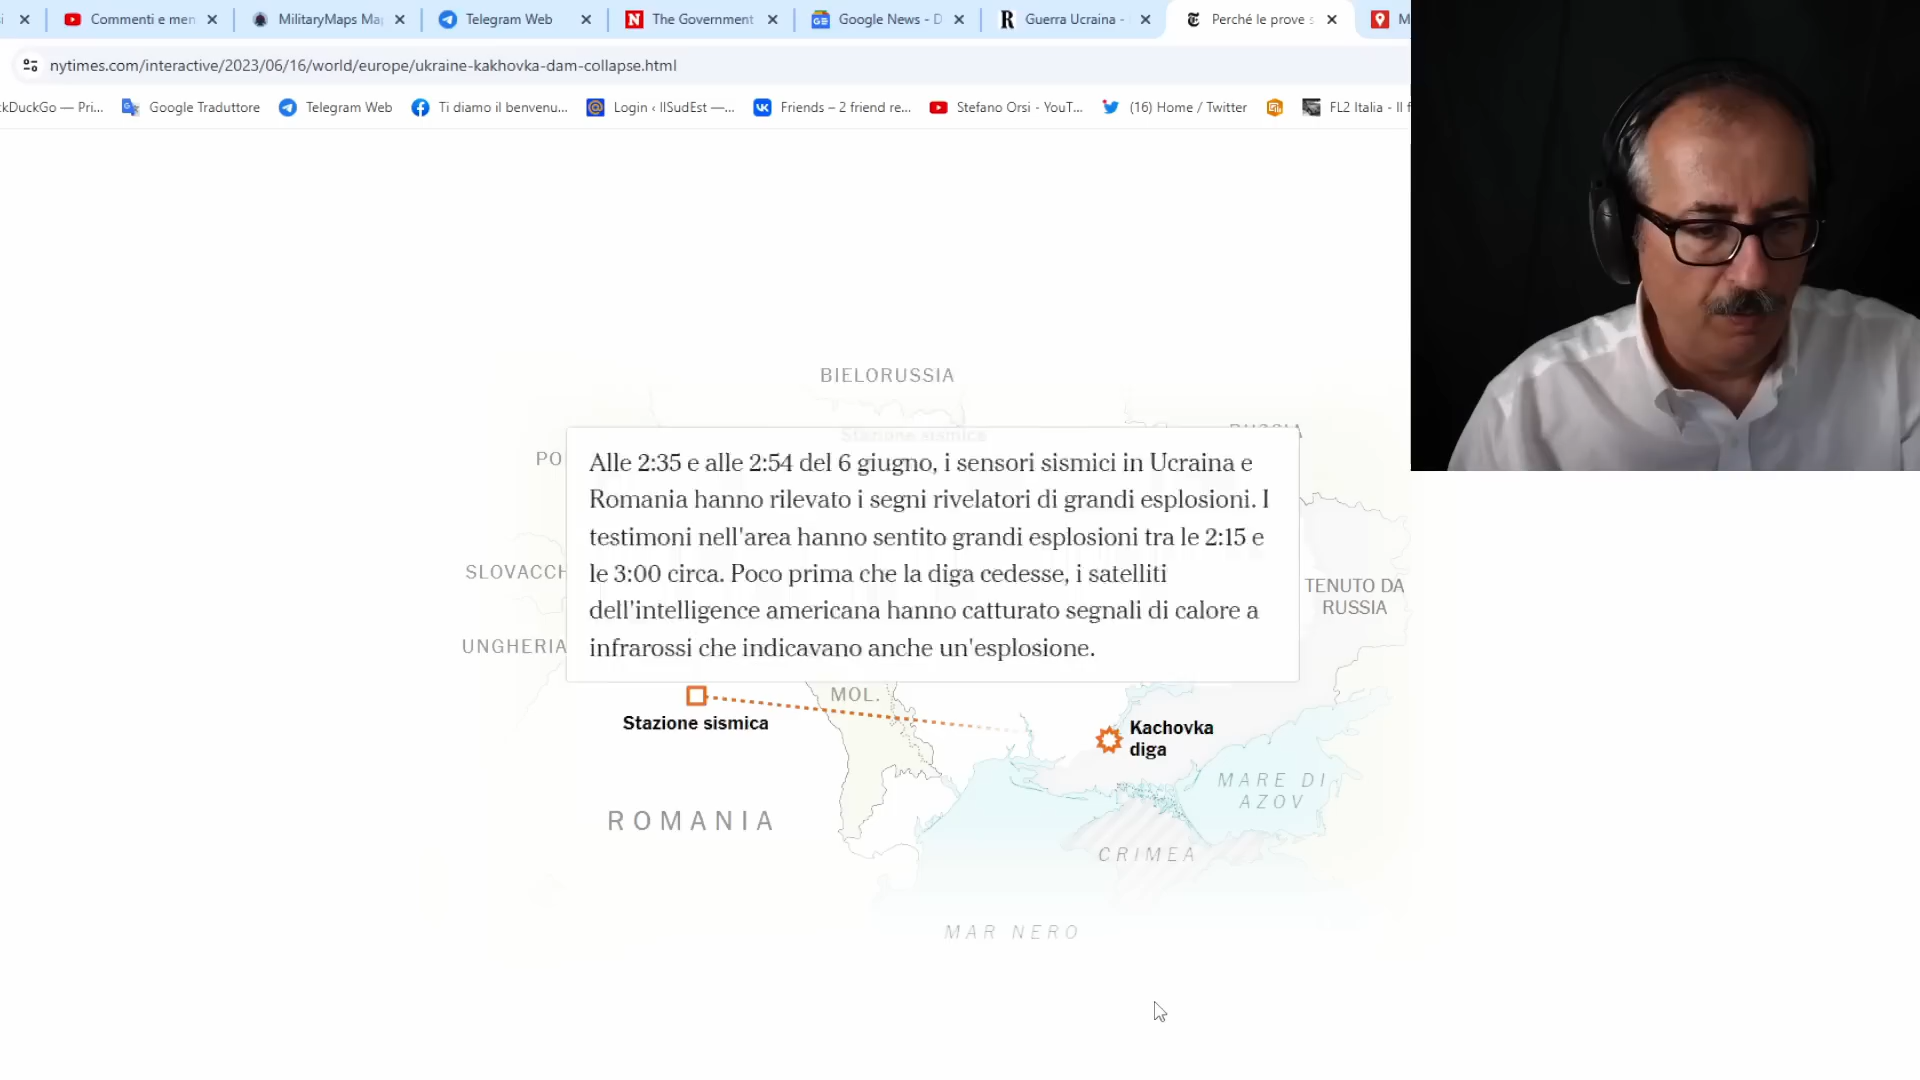 Commenti e men
MilitaryMaps Ma
Telegram Web
The Government
Google News - D
Guerra Ucraina -
Perché le prove s
M
nytimes.com/interactive/2023/06/16/world/europe/ukraine-kakhovka-dam-collapse.html
ckDuckGo — Pri...
Google Traduttore
Telegram Web
Ti diamo il benvenu...
Login ‹ IlSudEst —...
Friends – 2 friend re...
Stefano Orsi - YouT...
(16) Home / Twitter
FL2 Italia - Il f
BIELORUSSIA
Stazione sismica
RUSSIA
PO
Alle 2:35 e alle 2:54 del 6 giugno, i sensori sismici in Ucraina e
Romania hanno rilevato i segni rivelatori di grandi esplosioni. I
testimoni nell'area hanno sentito grandi esplosioni tra le 2:15 e
le 3:00 circa. Poco prima che la diga cedesse, i satelliti
dell'intelligence americana hanno catturato segnali di calore a
infrarossi che indicavano anche un'esplosione.
SLOVACCH
TENUTO DA
RUSSIA
UNGHERIA
MOL.
Stazione sismica
Kachovka
diga
MARE DI
AZOV
ROMANIA
CRIMEA
MAR NERO